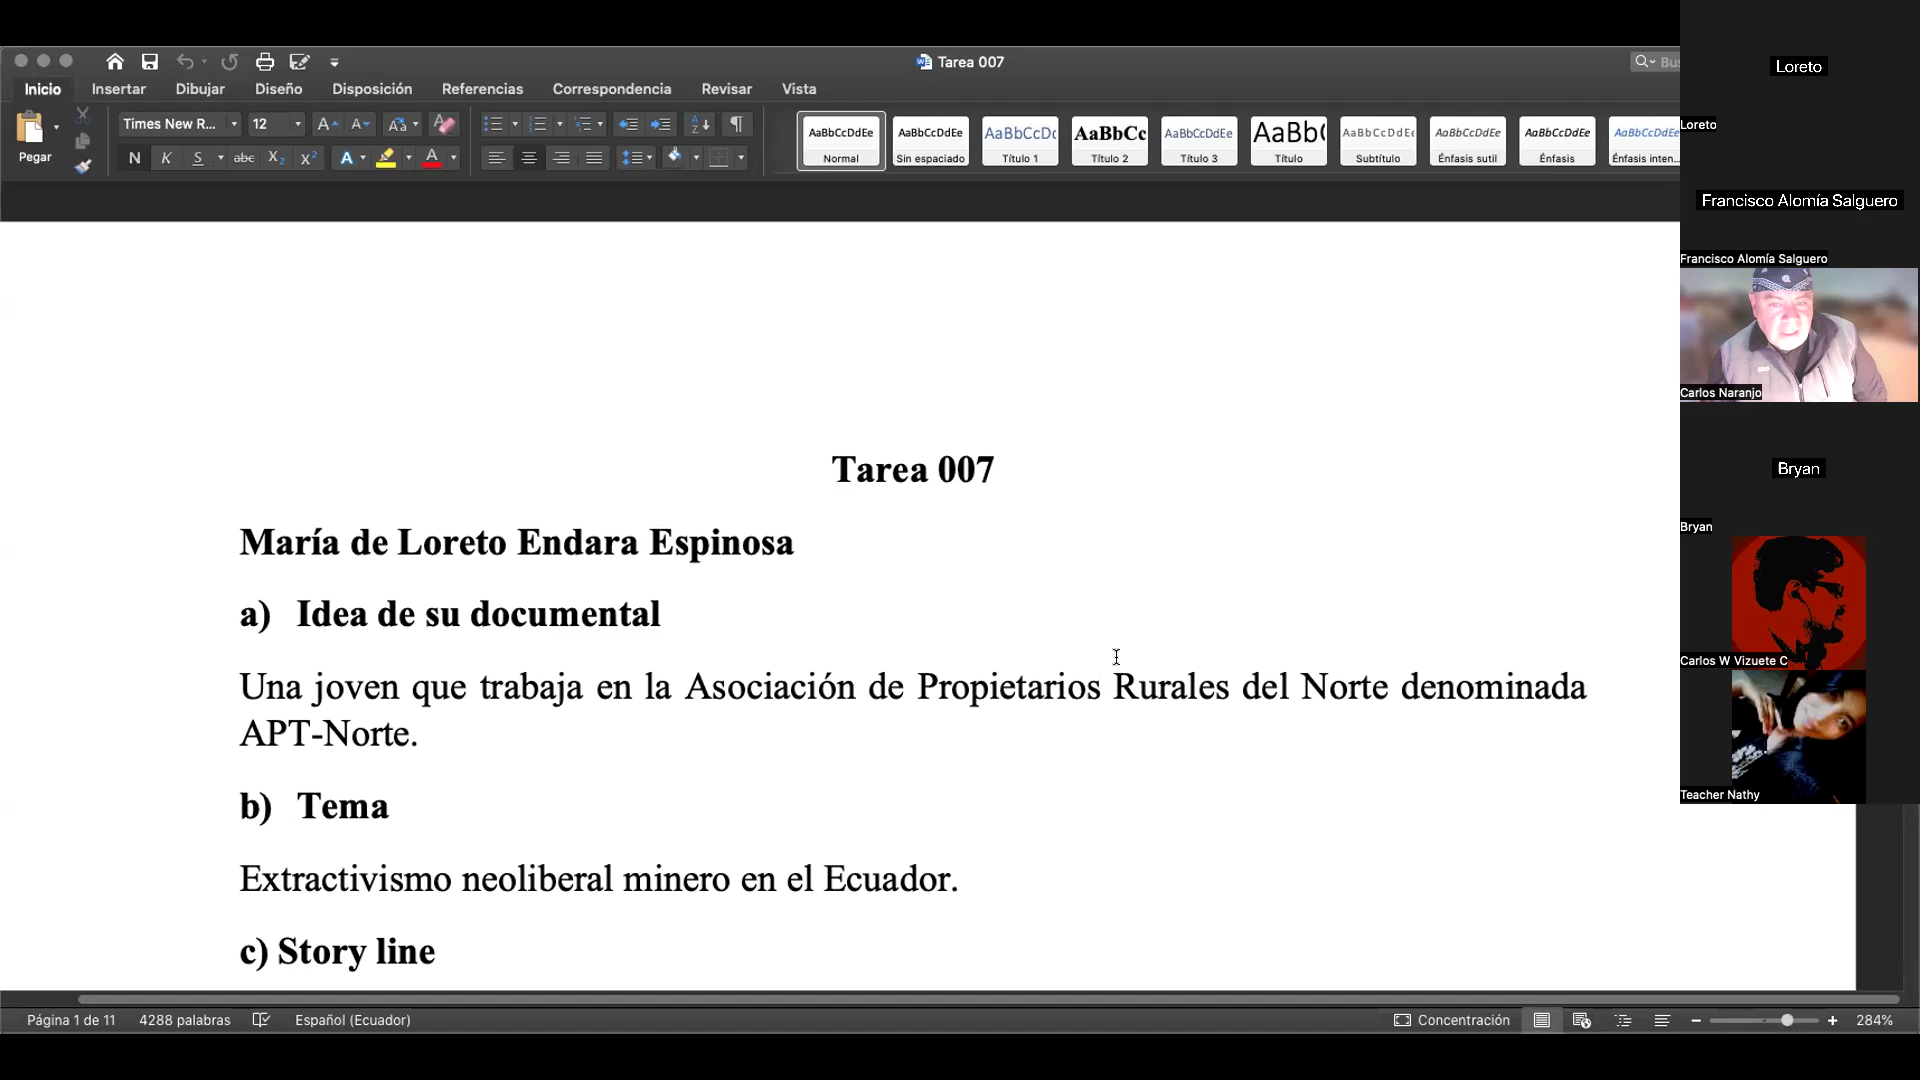 Tarea 007
Bus
Inicio Insertar Dibujar Diseño Disposición Referencias Correspondencia Revisar Vista
Pegar
Times New R... 12
N K S abc X₂ X² A A
AaBbCcDdEe AaBbCcDdEe AaBbCcDc AaBbCc AaBbCcDdEe AaBb( AaBbCcDdEe AaBbCcDdEe AaBbCcDdEe AaBbCcDdEe
Normal Sin espaciado Título 1 Título 2 Título 3 Título Subtítulo Énfasis sutil Énfasis Énfasis inten...
Tarea 007
María de Loreto Endara Espinosa
a) Idea de su documental
Una joven que trabaja en la Asociación de Propietarios Rurales del Norte denominada
APT-Norte.
b) Tema
Extractivismo neoliberal minero en el Ecuador.
c) Story line
Página 1 de 11 4288 palabras Español (Ecuador) Concentración 284%
Loreto
Loreto
Francisco Alomía Salguero
Francisco Alomía Salguero
Carlos Naranjo
Bryan
Bryan
Carlos W Vizuete C
Teacher Nathy